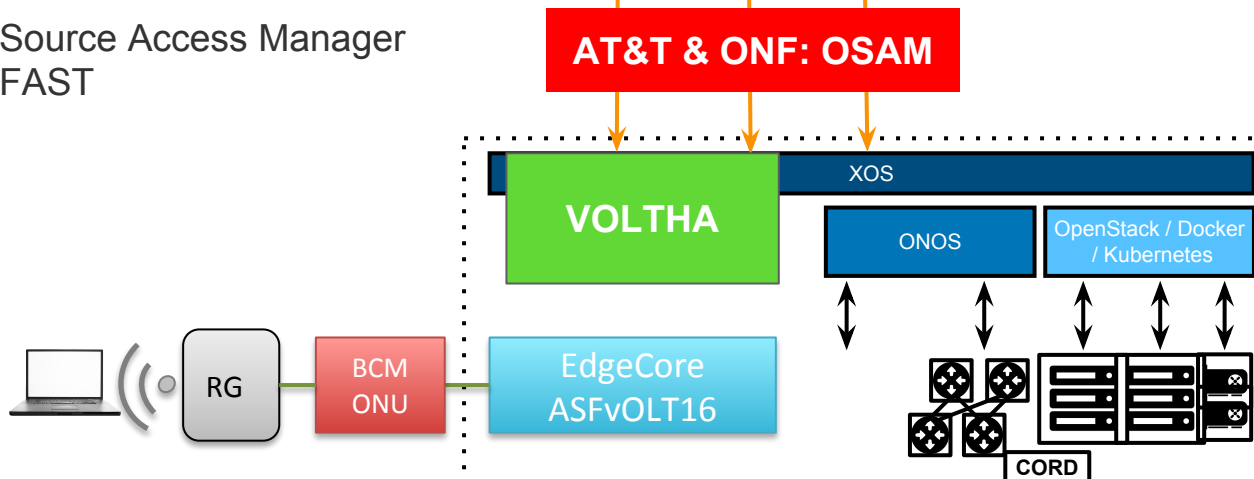 Source Access Manager
FAST
AT&T & ONF: OSAM
XOS
VOLTHA
ONOS
OpenStack / Docker
/ Kubernetes
RG
BCM
ONU
EdgeCore
ASFvOLT16
CORD